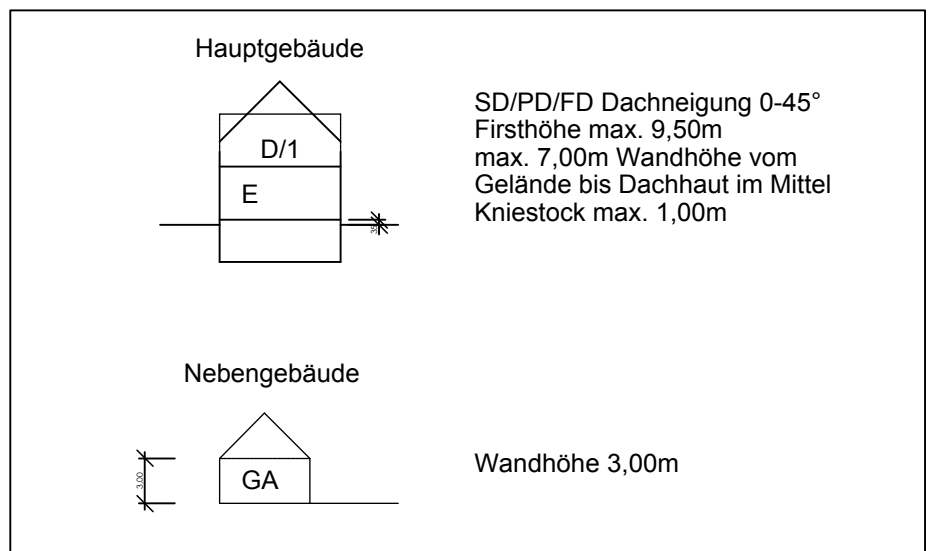 Hauptgebäude
SD/PD/FD Dachneigung 0-45°
Firsthöhe max. 9,50m
max. 7,00m Wandhöhe vom
Gelände bis Dachhaut im Mittel
Kniestock max. 1,00m
D/1
E
35
Nebengebäude
3,00
GA
Wandhöhe 3,00m